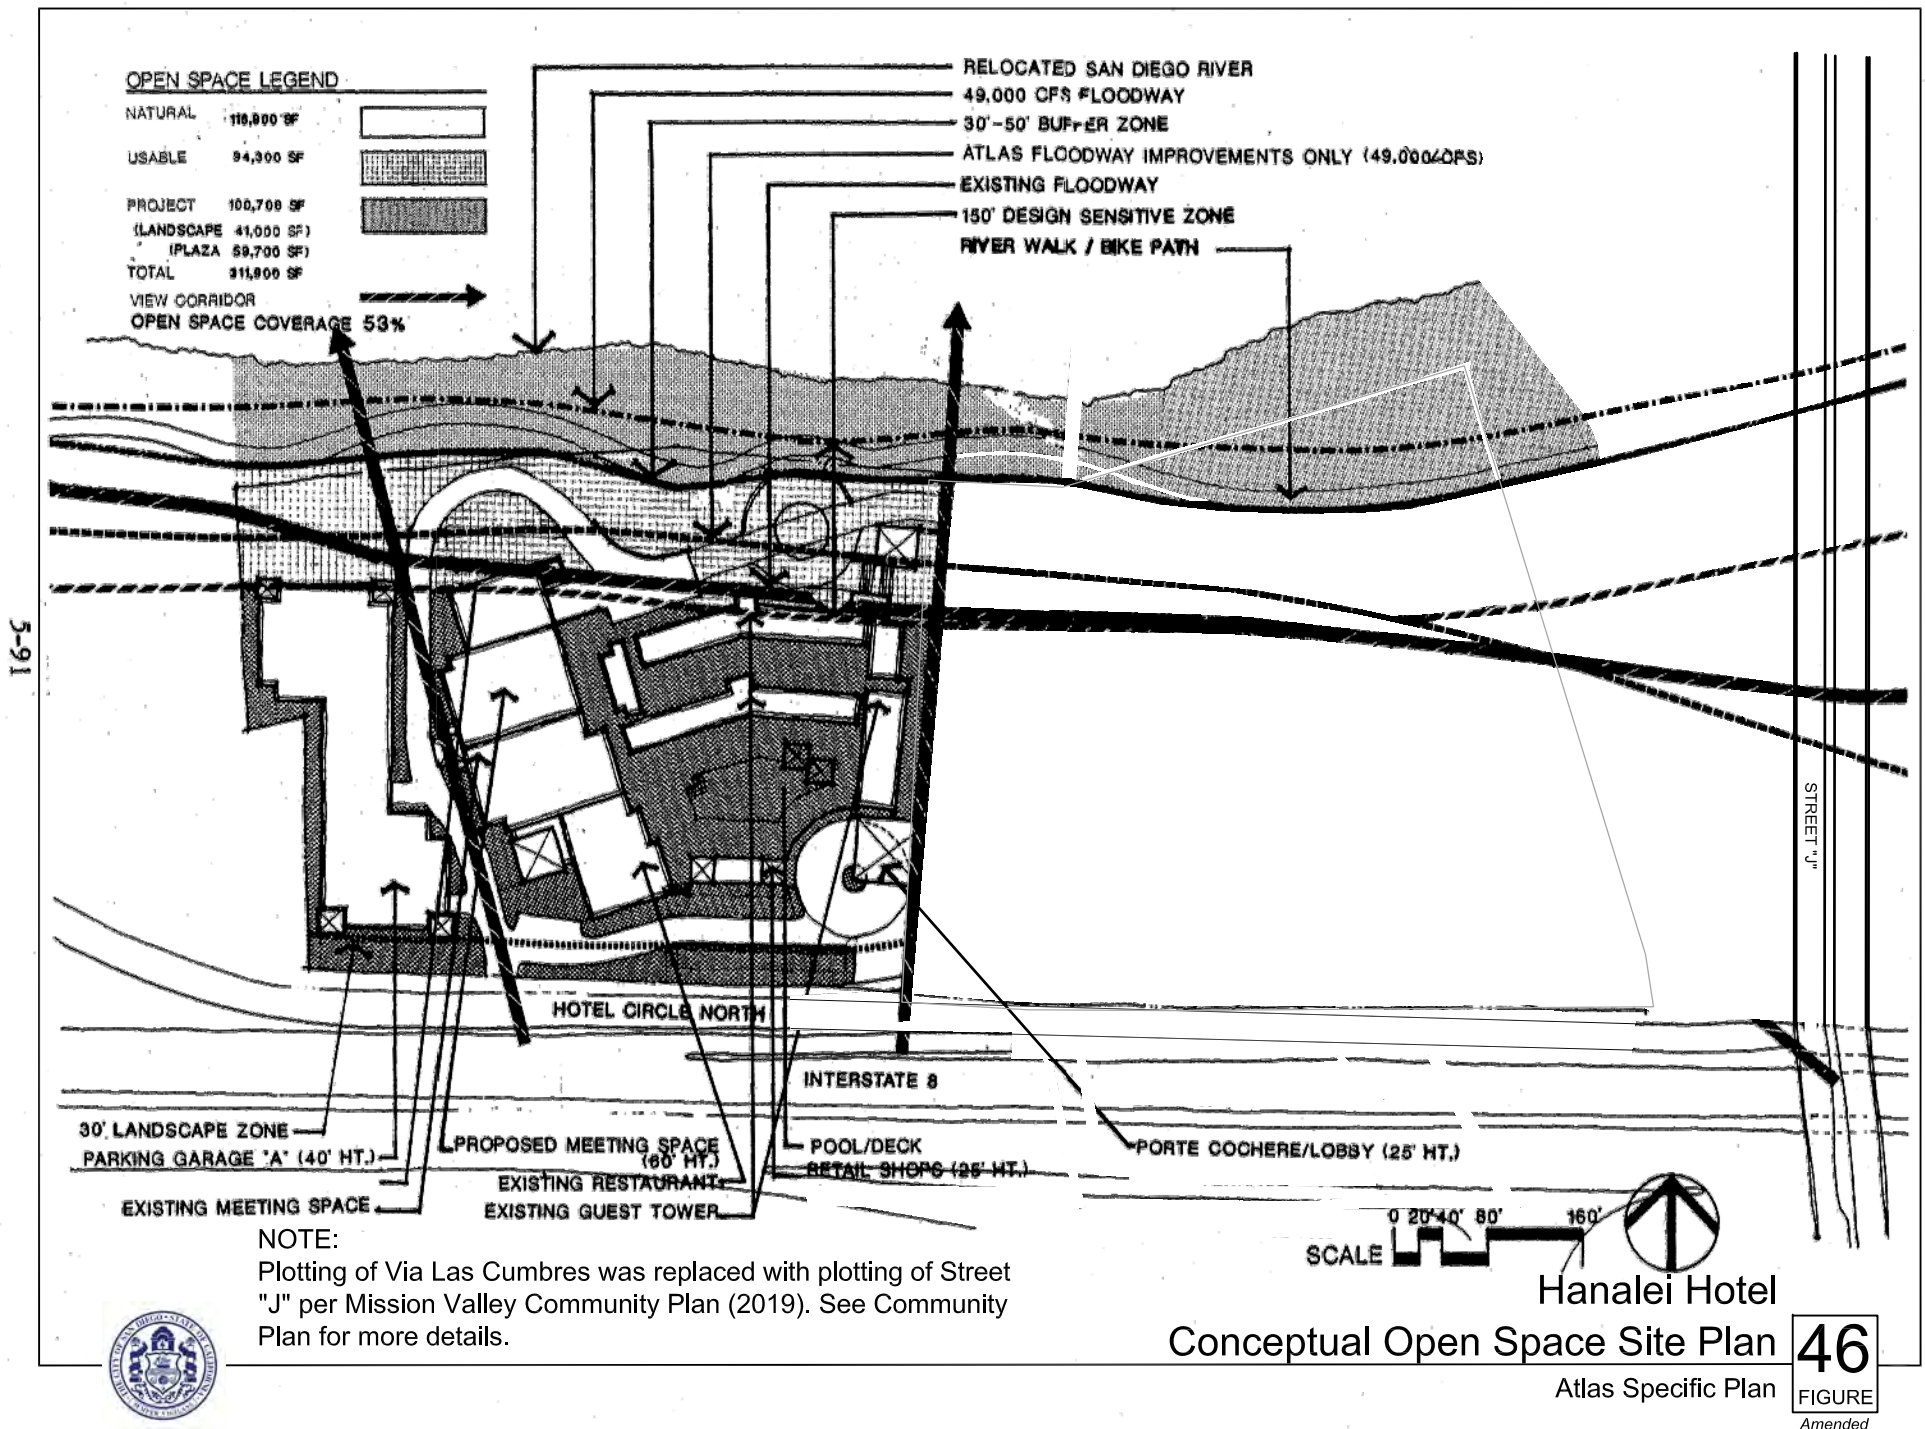 OPEN SPACE LEGEND
NATURAL 116,900 SF
USABLE 94,300 SF
PROJECT 100,700 SF
(LANDSCAPE 41,000 SF)
(PLAZA 59,700 SF)
TOTAL 311,900 SF
VIEW CORRIDOR
OPEN SPACE COVERAGE 53%
RELOCATED SAN DIEGO RIVER
49,000 CFS FLOODWAY
30'-50' BUFFER ZONE
ATLAS FLOODWAY IMPROVEMENTS ONLY (49.000 CFS)
EXISTING FLOODWAY
150' DESIGN SENSITIVE ZONE
RIVER WALK / BIKE PATH
5-91
STREET "J"
HOTEL CIRCLE NORTH
INTERSTATE 8
30' LANDSCAPE ZONE
PARKING GARAGE "A" (40' HT.)
EXISTING MEETING SPACE
PROPOSED MEETING SPACE
(60' HT.)
EXISTING RESTAURANT
EXISTING GUEST TOWER
POOL/DECK
RETAIL SHOPS (25' HT.)
PORTE COCHERE/LOBBY (25' HT.)
0 20' 40' 80' 160'
SCALE
NOTE:
Plotting of Via Las Cumbres was replaced with plotting of Street
"J" per Mission Valley Community Plan (2019). See Community
Plan for more details.
Hanalei Hotel
Conceptual Open Space Site Plan
Atlas Specific Plan
46
FIGURE
Amended